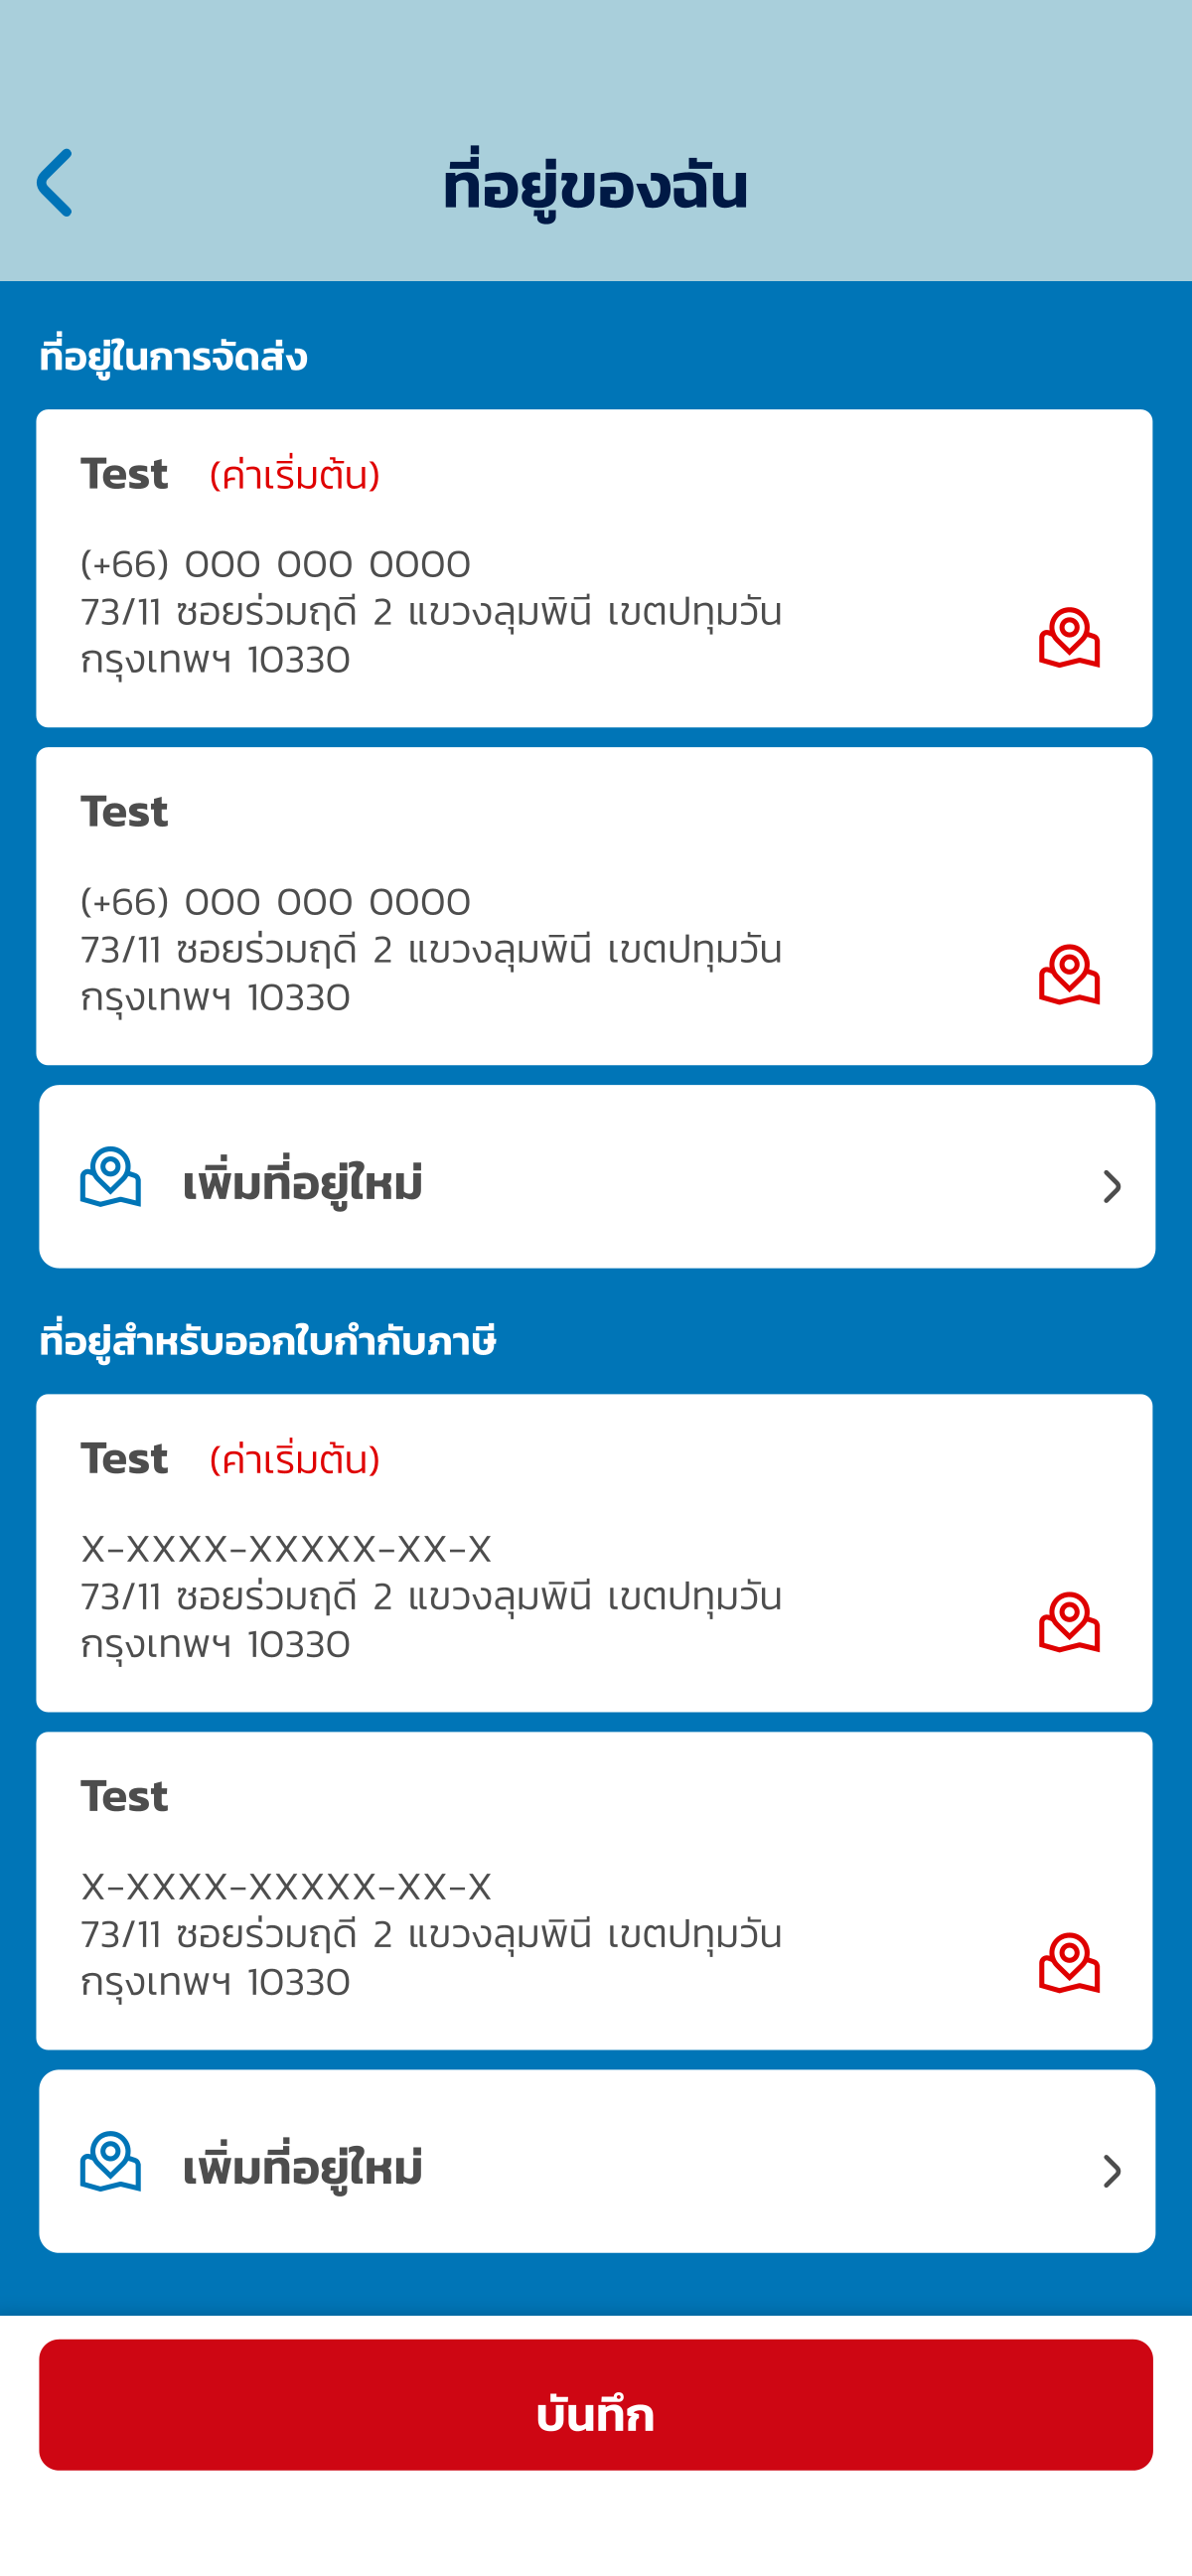 ที่อยู่ของฉัน
ที่อยู่ในการจัดส่ง
Test (ค่าเริ่มต้น)
(+66) 000 000 0000
73/11 ซอยร่วมฤดี 2 แขวงลุมพินี เขตปทุมวัน
กรุงเทพฯ 10330
Test
(+66) 000 000 0000
73/11 ซอยร่วมฤดี 2 แขวงลุมพินี เขตปทุมวัน
กรุงเทพฯ 10330
เพิ่มที่อยู่ใหม่
ที่อยู่สำหรับออกใบกำกับภาษี
Test (ค่าเริ่มต้น)
X-XXXX-XXXXX-XX-X
73/11 ซอยร่วมฤดี 2 แขวงลุมพินี เขตปทุมวัน
กรุงเทพฯ 10330
Test
X-XXXX-XXXXX-XX-X
73/11 ซอยร่วมฤดี 2 แขวงลุมพินี เขตปทุมวัน
กรุงเทพฯ 10330
เพิ่มที่อยู่ใหม่
บันทึก